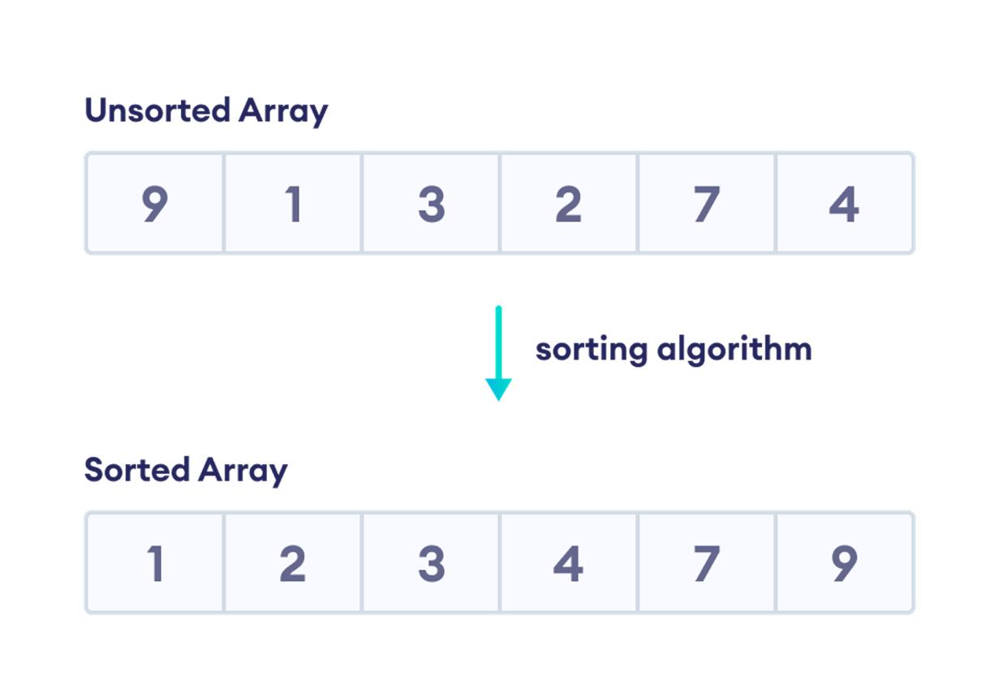 Unsorted Array
9 1 3 2 7 4
sorting algorithm
Sorted Array
1 2 3 4 7 9